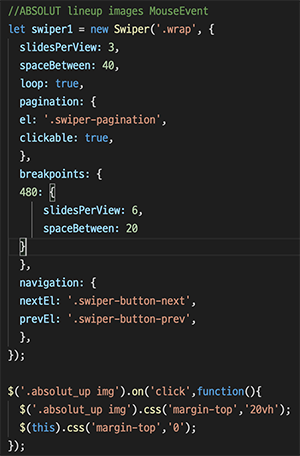 //ABSOLUT lineup images MouseEvent
let swiper1 = new Swiper('.wrap', {
  slidesPerView: 3,
  spaceBetween: 40,
  loop: true,
  pagination: {
  el: '.swiper-pagination',
  clickable: true,
  },
  breakpoints: {
  480: {
      slidesPerView: 6,
      spaceBetween: 20
  }
  },
  navigation: {
  nextEl: '.swiper-button-next',
  prevEl: '.swiper-button-prev',
  },
});

$('.absolut_up img').on('click',function(){
  $('.absolut_up img').css('margin-top','20vh');
  $(this).css('margin-top','0');
});